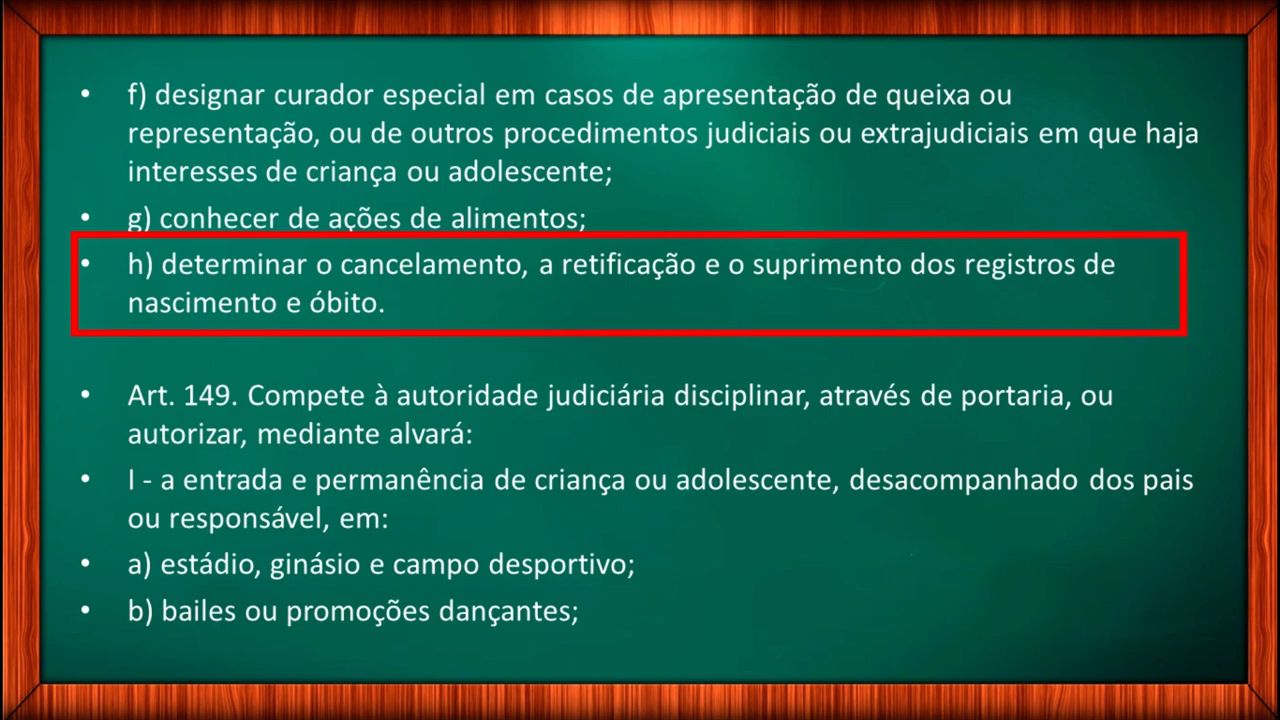 • f) designar curador especial em casos de apresentação de queixa ou
representação, ou de outros procedimentos judiciais ou extrajudiciais em que haja
interesses de criança ou adolescente;
• g) conhecer de ações de alimentos;
• h) determinar o cancelamento, a retificação e o suprimento dos registros de
nascimento e óbito.
• Art. 149. Compete à autoridade judiciária disciplinar, através de portaria, ou
autorizar, mediante alvará:
• I - a entrada e permanência de criança ou adolescente, desacompanhado dos pais
ou responsável, em:
• a) estádio, ginásio e campo desportivo;
• b) bailes ou promoções dançantes;